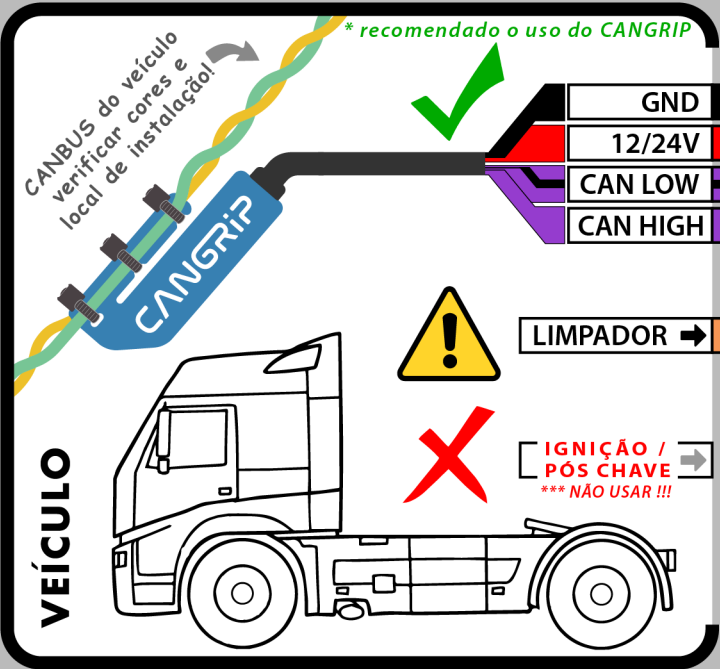 * recomendado o uso do CANGRIP
CANBUS do veículo
verificar cores e
local de instalação!
GND
12/24V
CAN LOW
CAN HIGH
CANGRIP
LIMPADOR
IGNIÇÃO /
PÓS CHAVE
*** NÃO USAR !!!
VEÍCULO